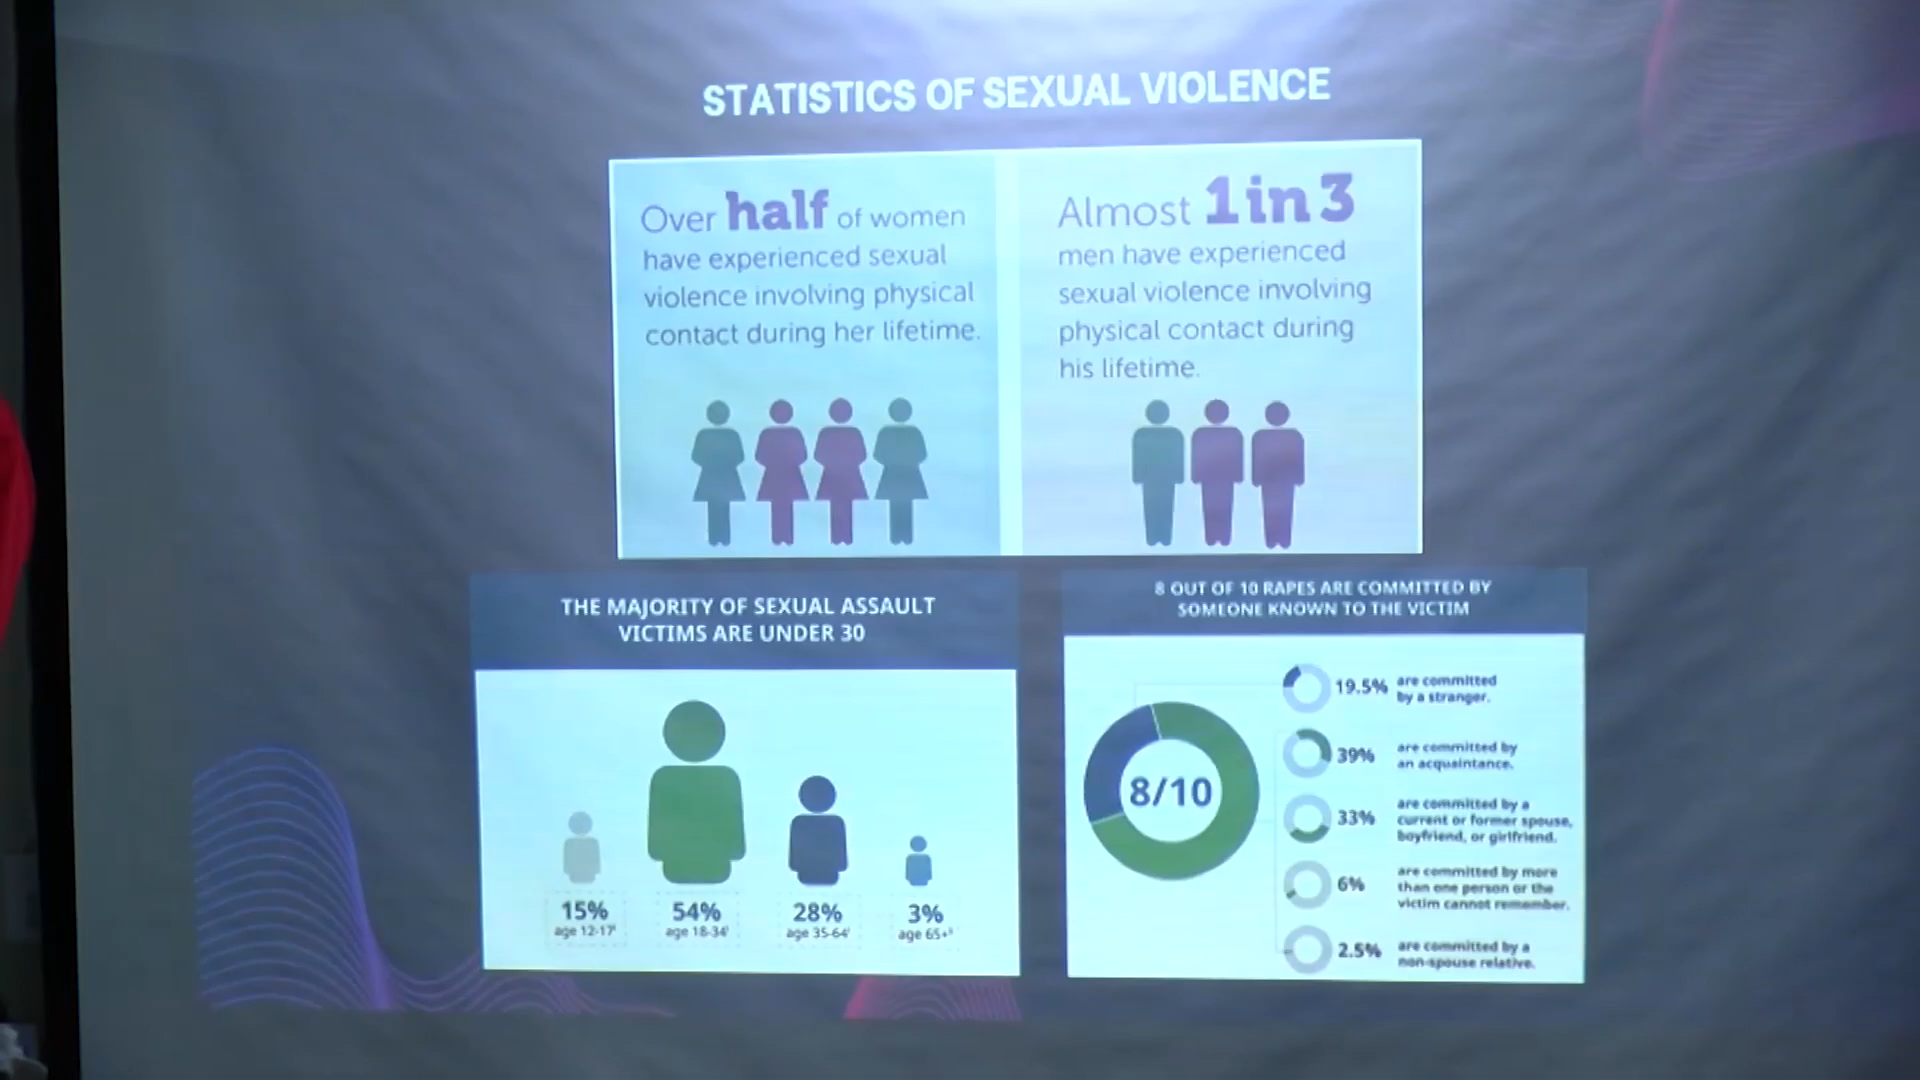 STATISTICS OF SEXUAL VIOLENCE
Over half of women
have experienced sexual
violence involving physical
contact during her lifetime.
Almost 1 in 3
men have experienced
sexual violence involving
physical contact during
his lifetime.
THE MAJORITY OF SEXUAL ASSAULT
VICTIMS ARE UNDER 30
15%
age 12-17
54%
age 18-34
28%
age 35-64
3%
age 65+
8 OUT OF 10 RAPES ARE COMMITTED BY
SOMEONE KNOWN TO THE VICTIM
8/10
19.5% are committed
by a stranger.
39% are committed by
an acquaintance.
are committed by a
33% current or former spouse,
boyfriend, or girlfriend.
are committed by more
6% than one person or the
victim cannot remember.
2.5% are committed by a
non-spouse relative.